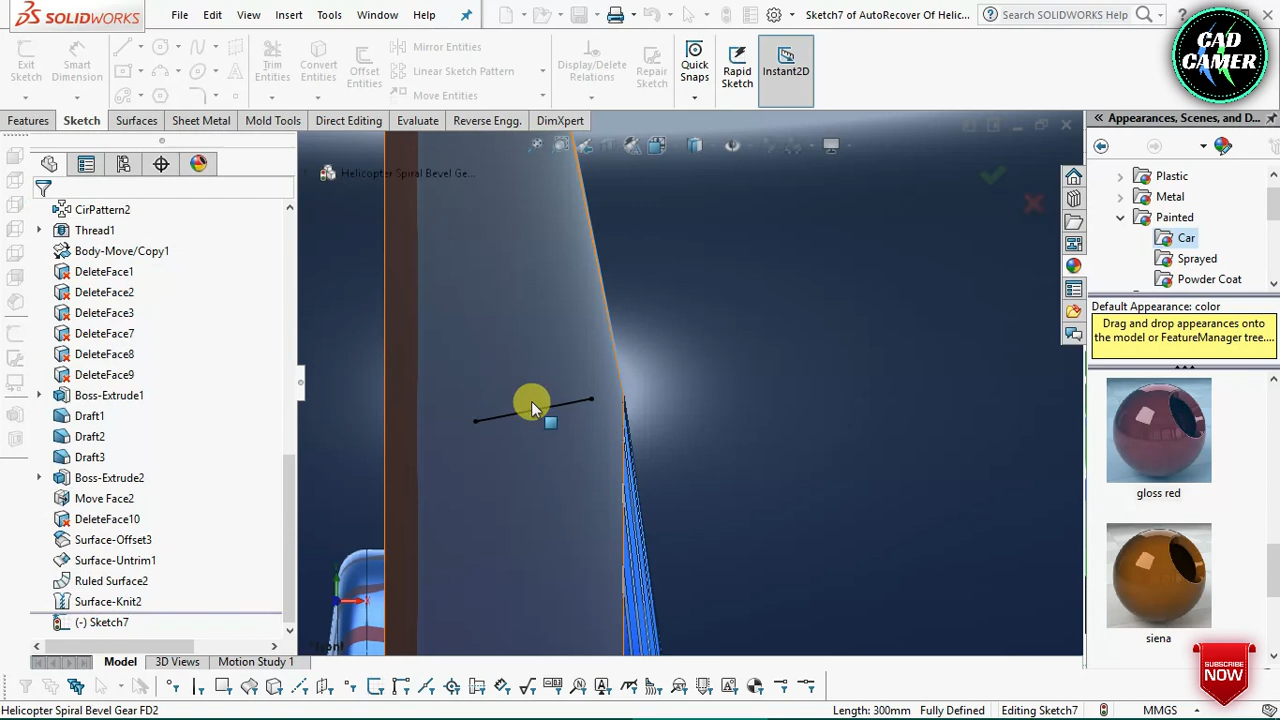 SOLIDWORKS
File
Edit
View
Insert
Tools
Window
Help
Sketch7 of AutoRecover Of Helic...
Search SOLIDWORKS Help
CAD
GAMER
Exit
Sketch
Smart
Dimension
Trim
Entities
Convert
Entities
Offset
Entities
Mirror Entities
Linear Sketch Pattern
Move Entities
Display/Delete
Relations
Repair
Sketch
Quick
Snaps
Rapid
Sketch
Instant2D
Features
Sketch
Surfaces
Sheet Metal
Mold Tools
Direct Editing
Evaluate
Reverse Engg.
DimXpert
Appearances, Scenes, and D...
Helicopter Spiral Bevel Ge...
CirPattern2
Thread1
Body-Move/Copy1
DeleteFace1
DeleteFace2
DeleteFace3
DeleteFace7
DeleteFace8
DeleteFace9
Boss-Extrude1
Draft1
Draft2
Draft3
Boss-Extrude2
Move Face2
DeleteFace10
Surface-Offset3
Surface-Untrim1
Ruled Surface2
Surface-Knit2
(-) Sketch7
x
*Front
Plastic
Metal
Painted
Car
Sprayed
Powder Coat
Default Appearance: color
Drag and drop appearances onto
the model or FeatureManager tree....
gloss red
siena
SUBSCRIBE
NOW
Model
3D Views
Motion Study 1
Helicopter Spiral Bevel Gear FD2
Length: 300mm
Fully Defined
Editing Sketch7
MMGS